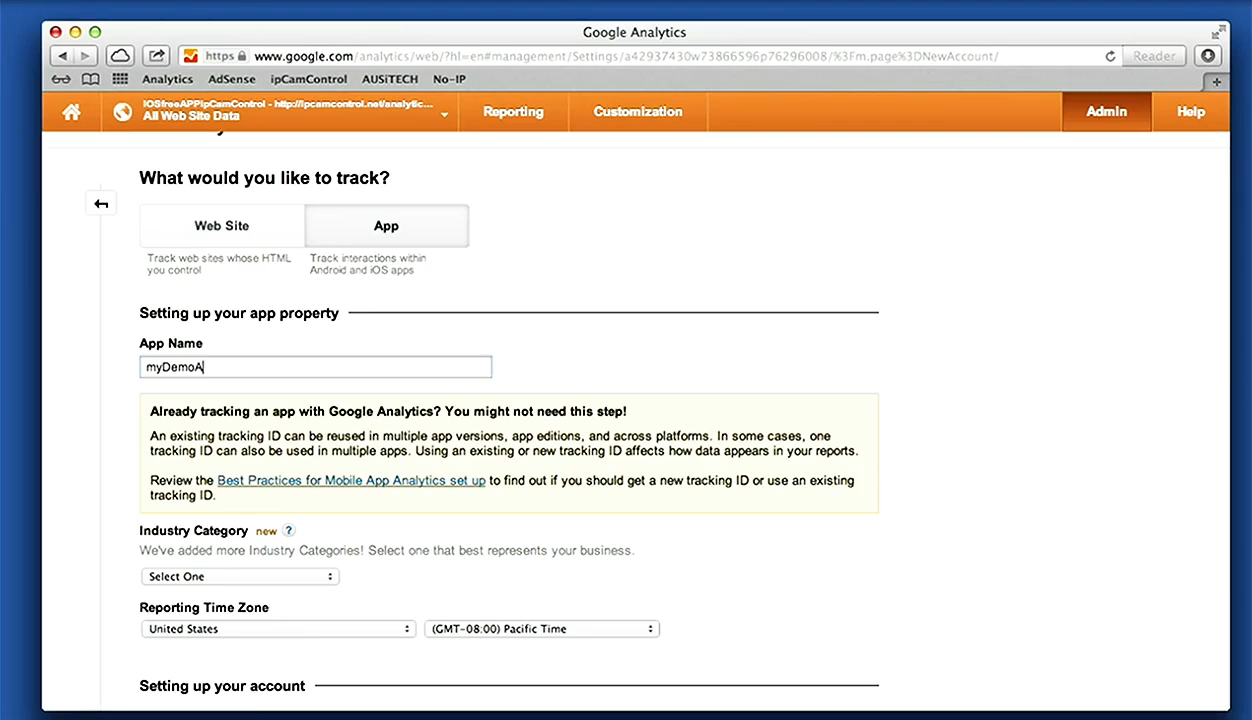 Google Analytics
https www.google.com/analytics/web/?hl=en#management/Settings/a42937430w73866596p76296008/%3Fm.page%3DNewAccount/ Reader
Analytics AdSense ipCamControl AUSiTECH No-IP
IOSfreeAPPipCamControl - http://ipcamcontrol.net/analytic...
All Web Site Data
Reporting Customization Admin Help
What would you like to track?
Web Site App
Track web sites whose HTML you control
Track interactions within Android and iOS apps
Setting up your app property
App Name
myDemoA
Already tracking an app with Google Analytics? You might not need this step!
An existing tracking ID can be reused in multiple app versions, app editions, and across platforms. In some cases, one
tracking ID can also be used in multiple apps. Using an existing or new tracking ID affects how data appears in your reports.
Review the Best Practices for Mobile App Analytics set up to find out if you should get a new tracking ID or use an existing
tracking ID.
Industry Category new ?
We've added more Industry Categories! Select one that best represents your business.
Select One
Reporting Time Zone
United States (GMT-08:00) Pacific Time
Setting up your account